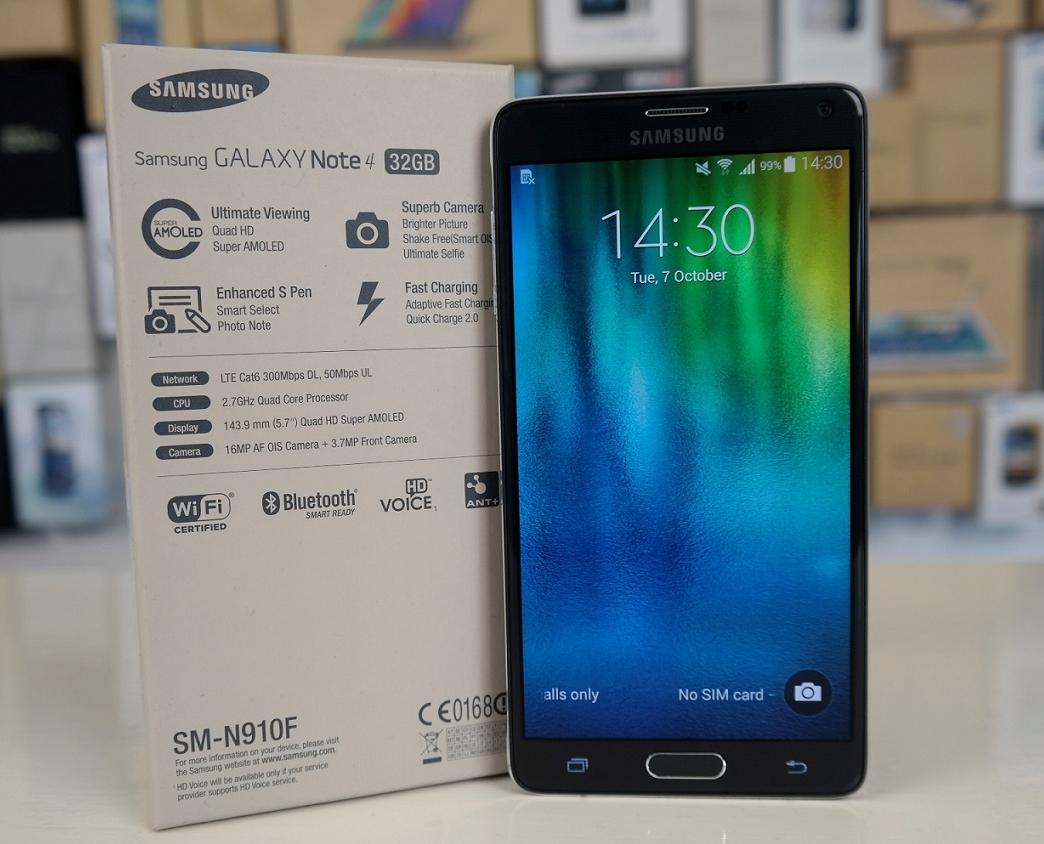 SAMSUNG
Samsung GALAXY Note 4 32GB
SUPER
AMOLED
Ultimate Viewing
Quad HD
Super AMOLED
Superb Camera
Brighter Picture
Shake Free(Smart OIS
Ultimate Selfie
Enhanced S Pen
Smart Select
Photo Note
Fast Charging
Adaptive Fast Chargin
Quick Charge 2.0
Network LTE Cat6 300Mbps DL, 50Mbps UL
CPU 2.7GHz Quad Core Processor
Display 143.9 mm (5.7") Quad HD Super AMOLED
Camera 16MP AF OIS Camera + 3.7MP Front Camera
WiFi®
CERTIFIED
Bluetooth®
SMART READY
HD
VOICE1
ANT+
SM-N910F
For more information on your device, please visit
the Samsung website at www.samsung.com.
1 HD Voice will be available only if your service
provider supports HD Voice service.
CE0168
SAMSUNG
99% 14:30
14:30
Tue, 7 October
alls only
No SIM card -